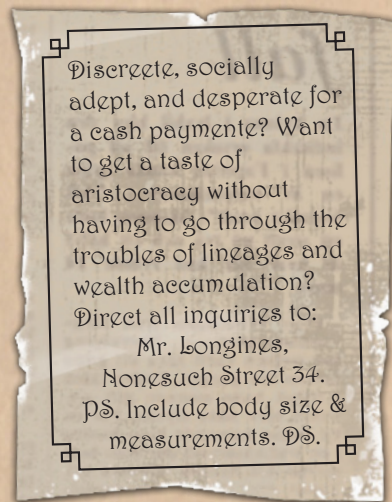 Discreete, socially
adept, and desperate for
a cash paymente? Want
to get a taste of
aristocracy without
having to go through the
troubles of lineages and
wealth accumulation?
Direct all inquiries to:
Mr. Longines,
Nonesuch Street 34.
PS. Include body size &
measurements. DS.